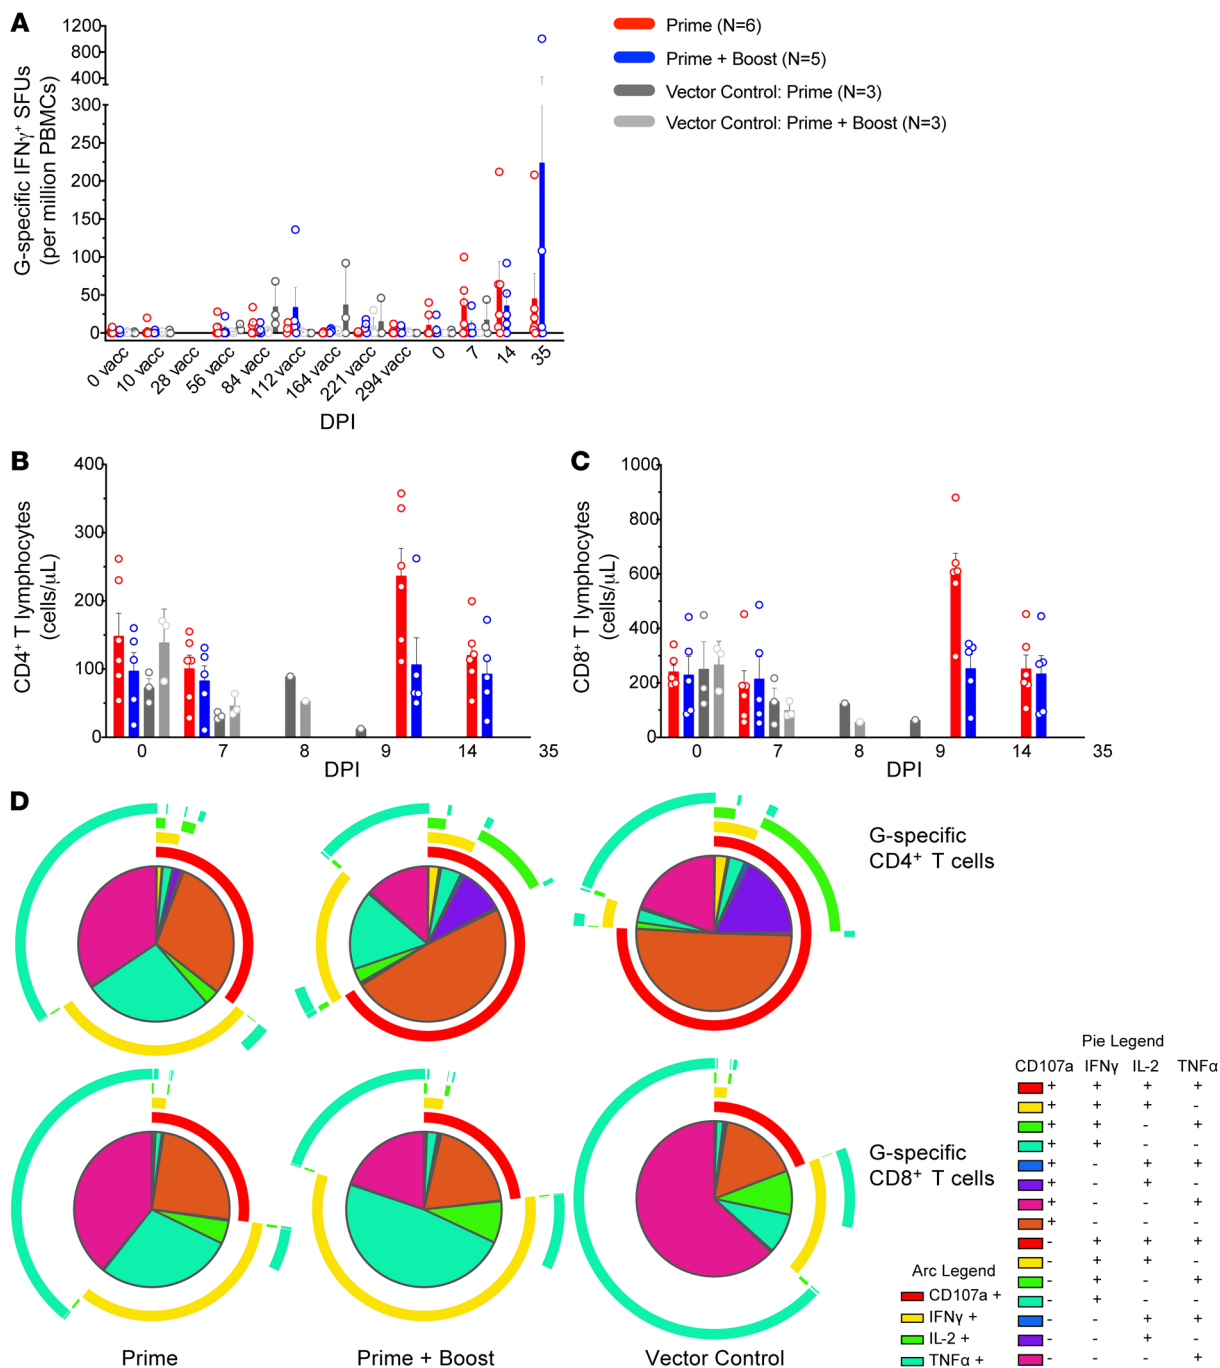 A
G-specific IFNγ⁺ SFUs
(per million PBMCs)
1200
1000
800
400
300
250
200
150
100
50
0
0 vacc
10 vacc
28 vacc
56 vacc
84 vacc
112 vacc
164 vacc
221 vacc
294 vacc
0
7
14
35
DPI
Prime (N=6)
Prime + Boost (N=5)
Vector Control: Prime (N=3)
Vector Control: Prime + Boost (N=3)
B
CD4⁺ T lymphocytes
(cells/μL)
400
300
200
100
0
0
7
8
9
14
35
DPI
C
CD8⁺ T lymphocytes
(cells/μL)
1000
800
600
400
200
0
0
7
8
9
14
35
DPI
D
G-specific
CD4⁺ T cells
G-specific
CD8⁺ T cells
Prime
Prime + Boost
Vector Control
Arc Legend
CD107a +
IFNγ +
IL-2 +
TNFα +
Pie Legend
CD107a IFNγ IL-2 TNFα
+ + + +
+ + + -
+ + - +
+ + - -
+ - + +
+ - + -
+ - - +
+ - - -
- + + +
- + + -
- + - +
- + - -
- - + +
- - + -
- - - +